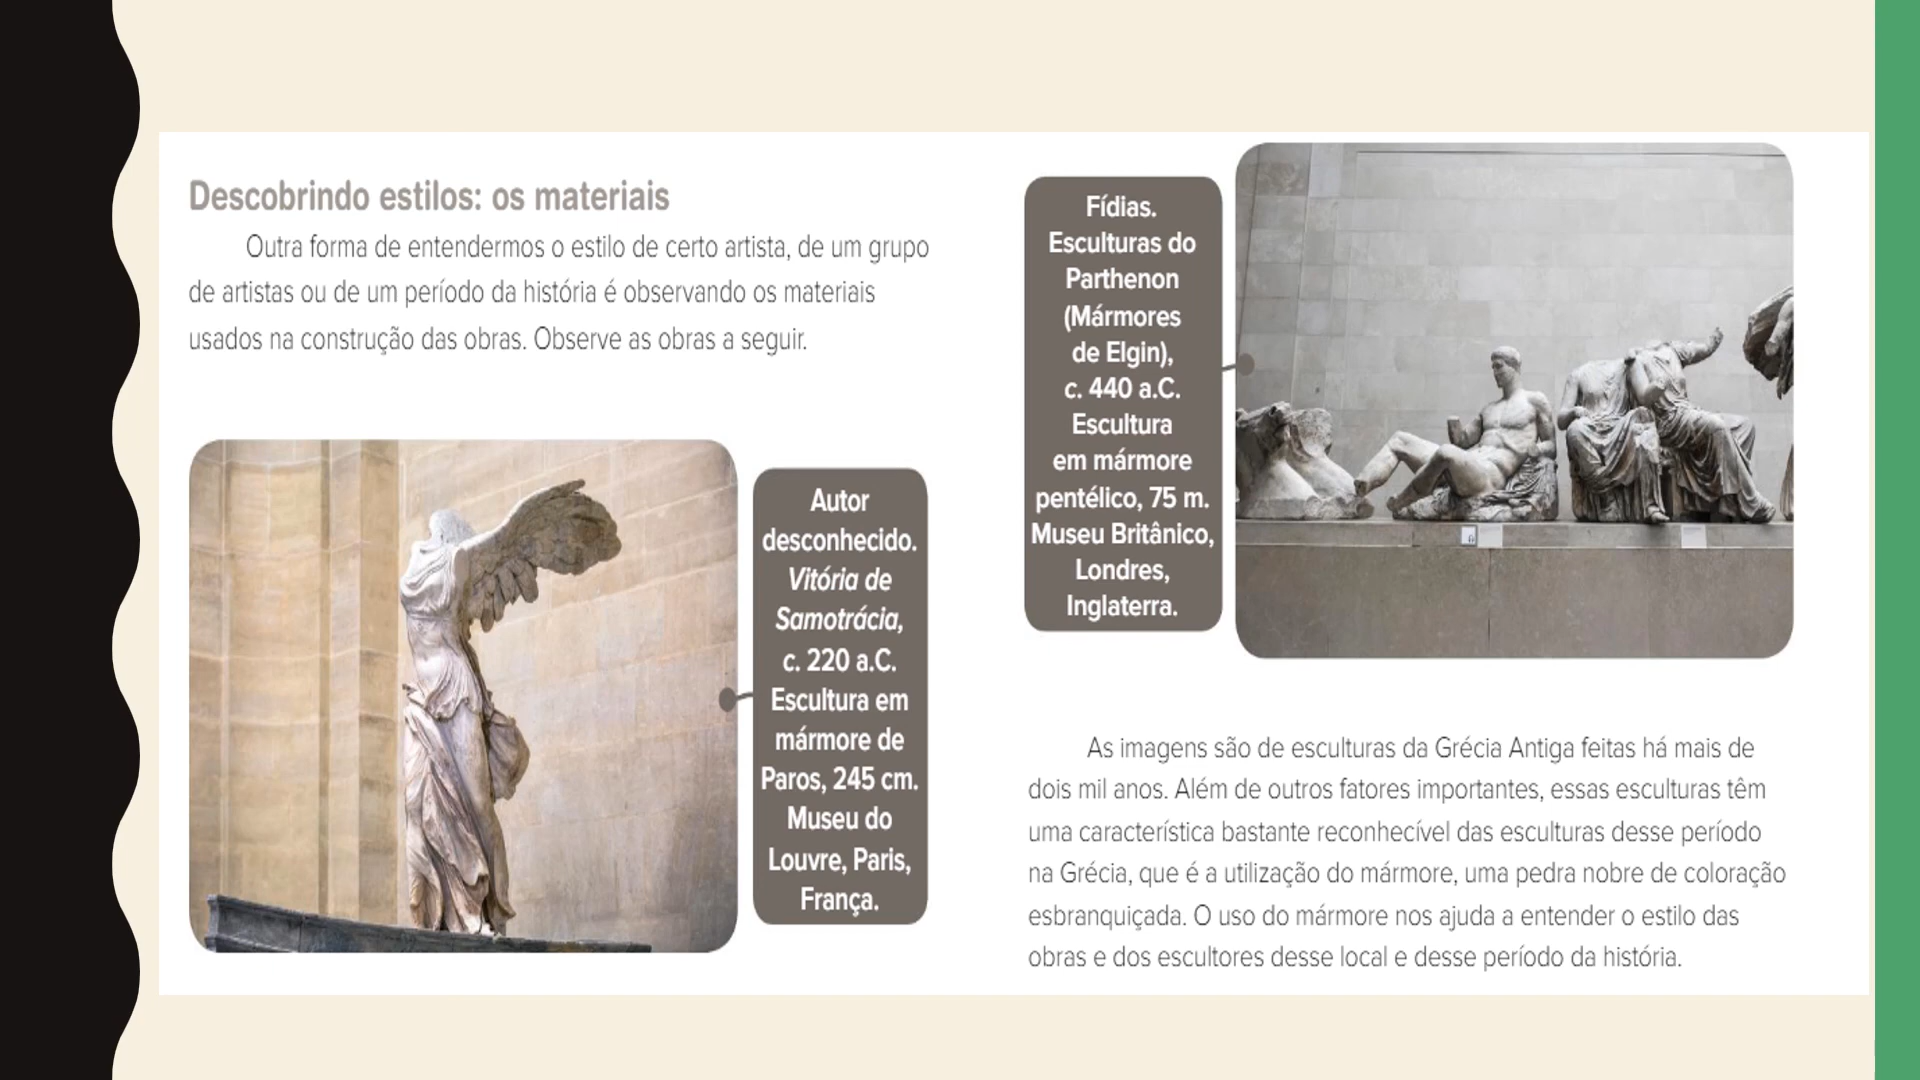 Descobrindo estilos: os materiais
Outra forma de entendermos o estilo de certo artista, de um grupo
de artistas ou de um período da história é observando os materiais
usados na construção das obras. Observe as obras a seguir.
Autor
desconhecido.
Vitória de
Samotrácia,
c. 220 a.C.
Escultura em
mármore de
Paros, 245 cm.
Museu do
Louvre, Paris,
França.
Fídias.
Esculturas do
Parthenon
(Mármores
de Elgin),
c. 440 a.C.
Escultura
em mármore
pentélico, 75 m.
Museu Britânico,
Londres,
Inglaterra.
As imagens são de esculturas da Grécia Antiga feitas há mais de
dois mil anos. Além de outros fatores importantes, essas esculturas têm
uma característica bastante reconhecível das esculturas desse período
na Grécia, que é a utilização do mármore, uma pedra nobre de coloração
esbranquiçada. O uso do mármore nos ajuda a entender o estilo das
obras e dos escultores desse local e desse período da história.